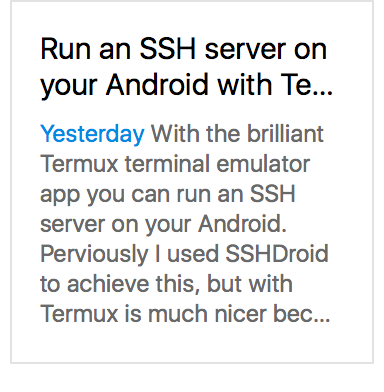 Run an SSH server on
your Android with Te...
Yesterday With the brilliant
Termux terminal emulator
app you can run an SSH
server on your Android.
Perviously I used SSHDroid
to achieve this, but with
Termux is much nicer bec...